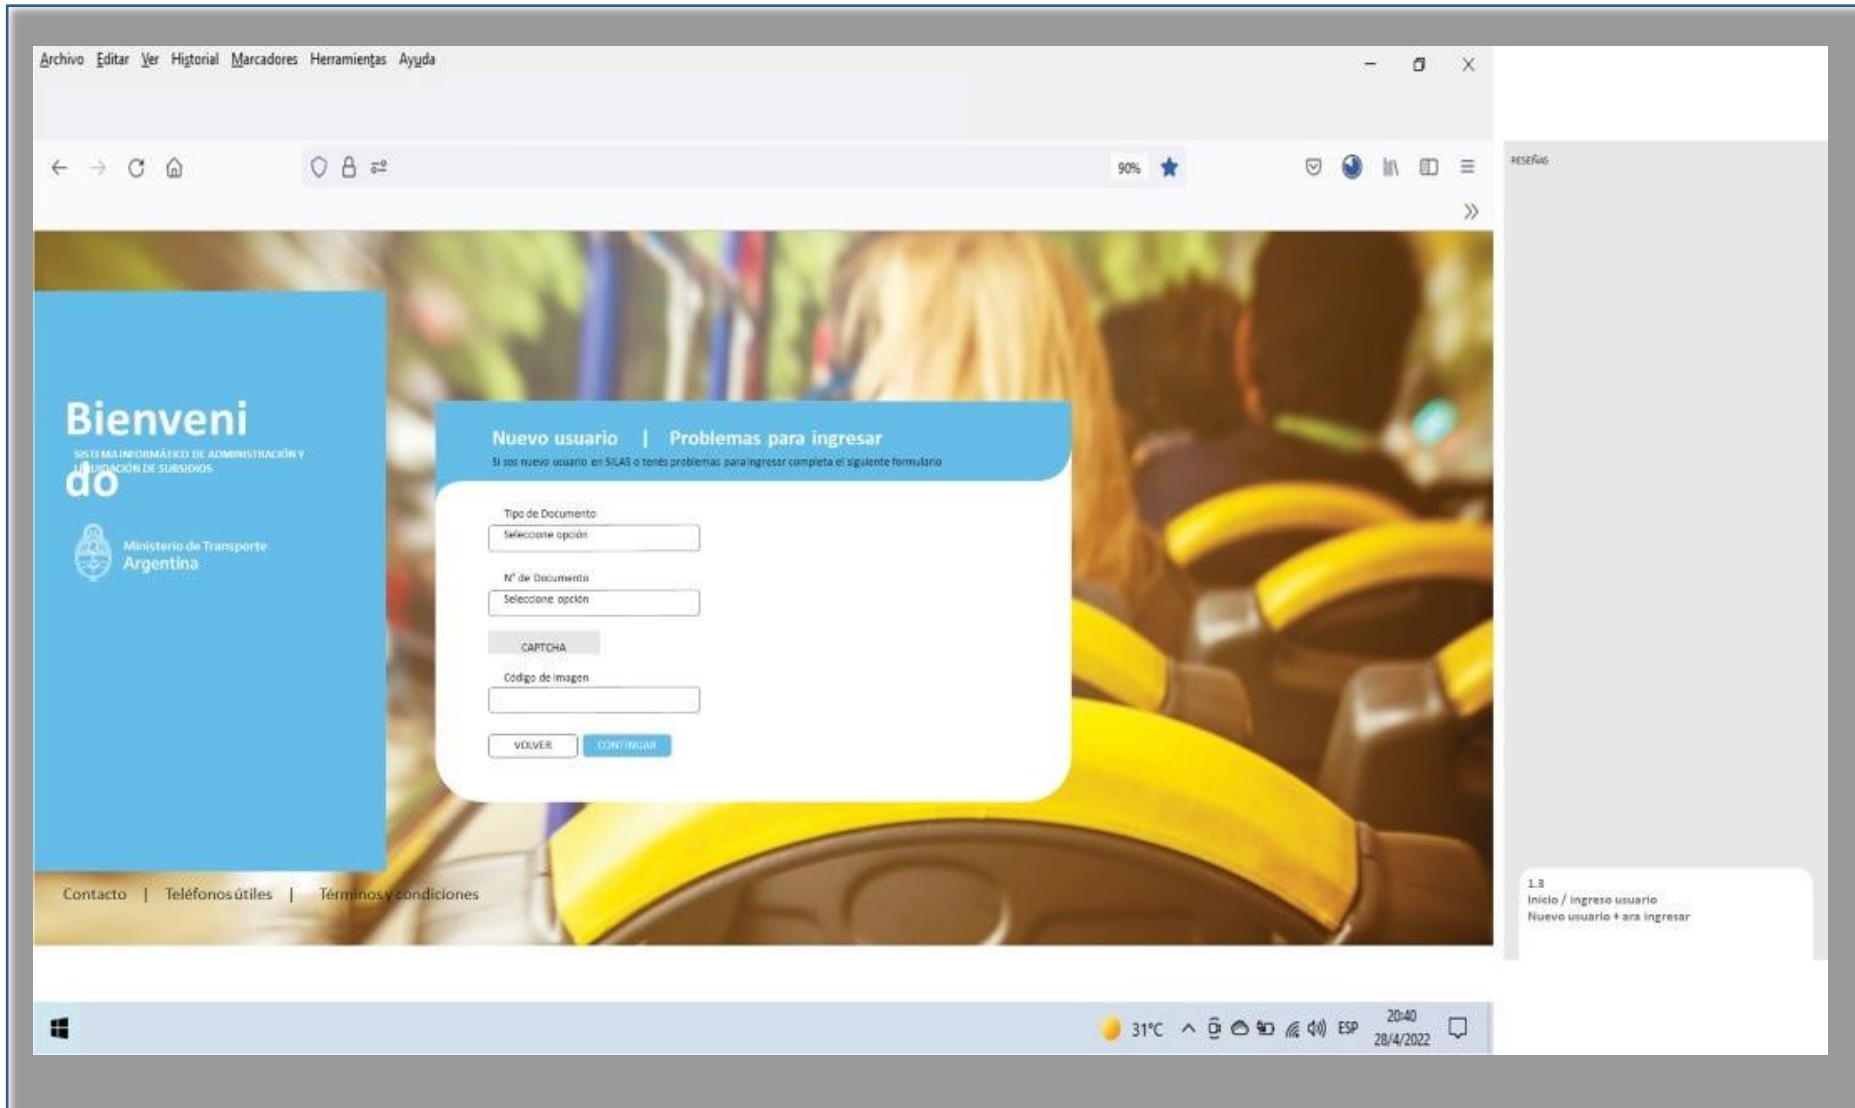 Archivo Editar Ver Historial Marcadores Herramientas Ayuda
90%
RESEÑAS
Bienveni
do
SISTEMA INFORMÁTICO DE ADMINISTRACIÓN Y
LIQUIDACIÓN DE SUBSIDIOS
Ministerio de Transporte
Argentina
Nuevo usuario | Problemas para ingresar
Si sos nuevo usuario en SILAS o tenés problemas para ingresar completa el siguiente formulario
Tipo de Documento
Seleccione opción
N° de Documento
Seleccione opción
CAPTCHA
Código de imagen
VOLVER CONTINUAR
Contacto | Teléfonos útiles | Términos y condiciones
1.3
Inicio / ingreso usuario
Nuevo usuario + ara ingresar
31°C ESP 20:40
28/4/2022